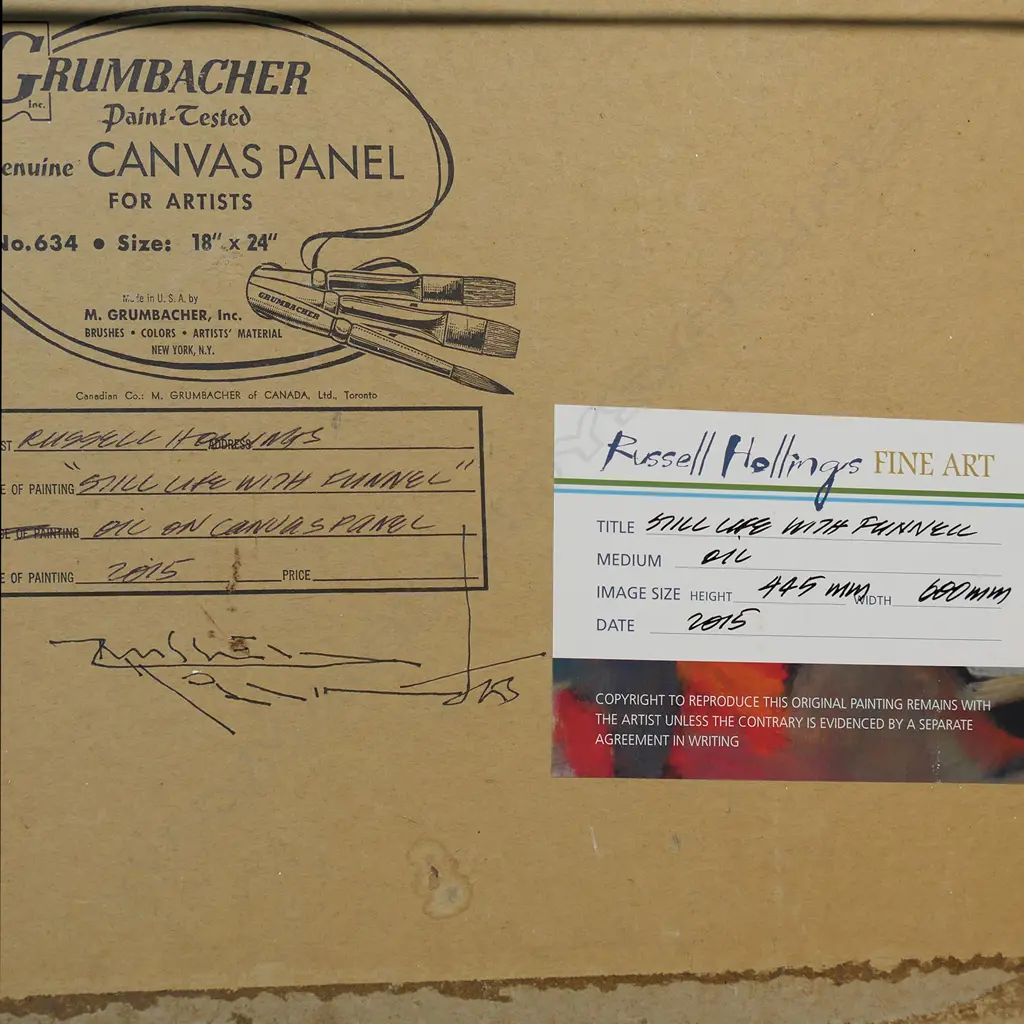 GRUMBACHER
Inc.
Paint-Tested
enuine CANVAS PANEL
FOR ARTISTS
No.634 • Size: 18" x 24"
Made in U.S.A. by
M. GRUMBACHER, Inc.
BRUSHES • COLORS • ARTISTS' MATERIAL
NEW YORK, N.Y.
GRUMBACHER
Canadian Co.: M. GRUMBACHER of CANADA, Ltd., Toronto
ST RUSSELL HOLLINGS ADDRESS
E OF PAINTING "STILL LIFE WITH FUNNEL"
DE OF PAINTING OIL ON CANVAS PANEL
E OF PAINTING 2015 PRICE
Russell Hollings FINE ART
TITLE STILL LIFE WITH FUNNELL
MEDIUM OIL
IMAGE SIZE HEIGHT 445 mm WIDTH 600mm
DATE 2015
COPYRIGHT TO REPRODUCE THIS ORIGINAL PAINTING REMAINS WITH
THE ARTIST UNLESS THE CONTRARY IS EVIDENCED BY A SEPARATE
AGREEMENT IN WRITING